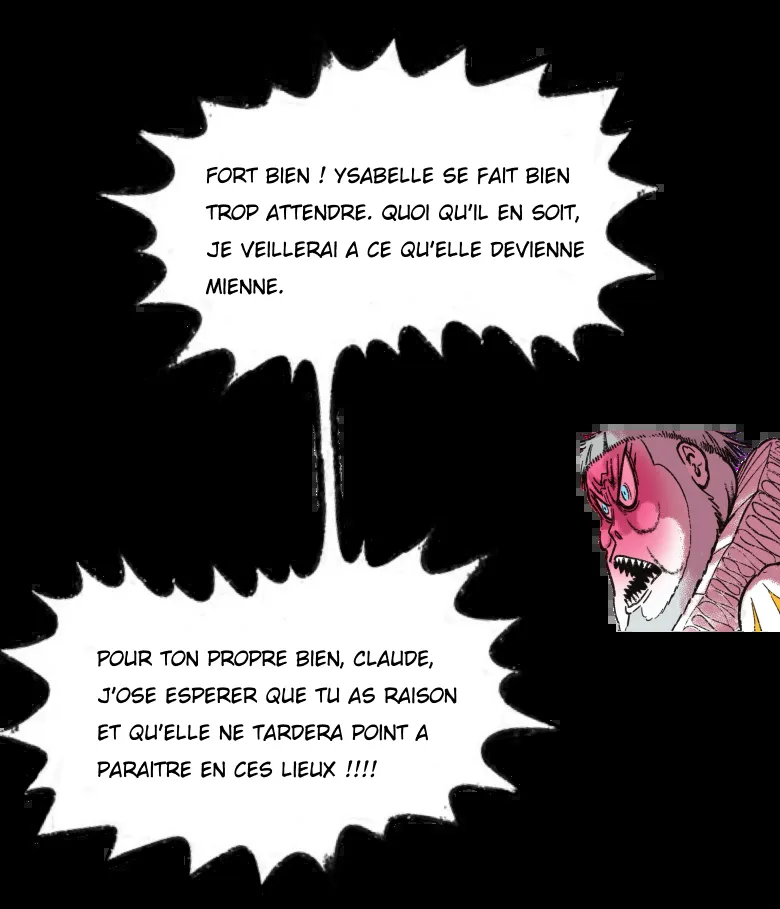 FORT BIEN ! YSABELLE SE FAIT BIEN
TROP ATTENDRE. QUOI QU'IL EN SOIT,
JE VEILLERAI A CE QU'ELLE DEVIENNE
MIENNE.
POUR TON PROPRE BIEN, CLAUDE,
J'OSE ESPERER QUE TU AS RAISON
ET QU'ELLE NE TARDERA POINT A
PARAITRE EN CES LIEUX !!!!